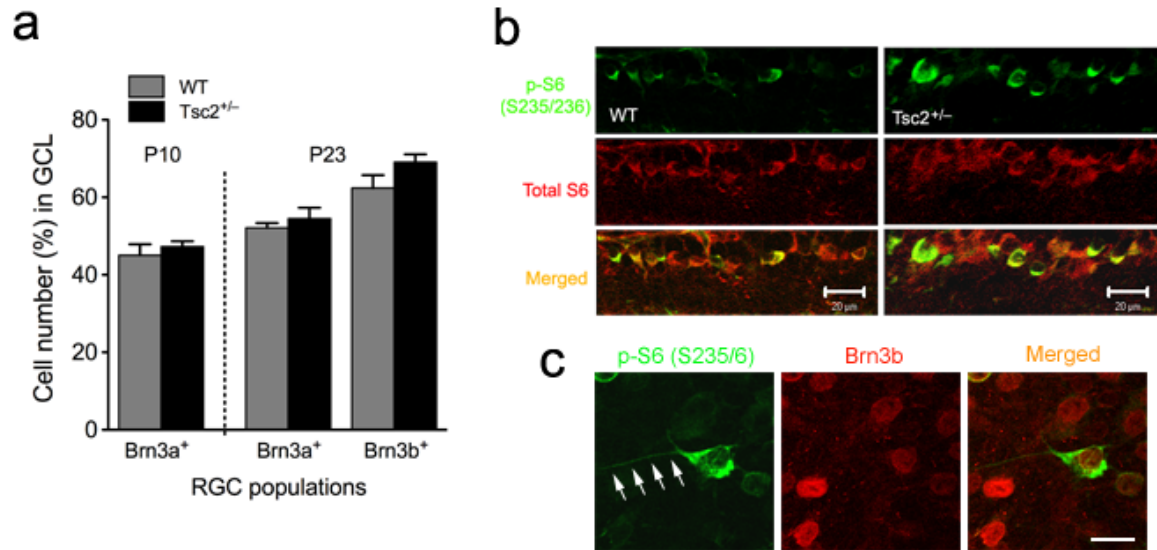 a
WT
Tsc2+/–
Cell number (%) in GCL
80
60
40
20
0
P10
P23
Brn3a+
Brn3a+
Brn3b+
RGC populations
b
p-S6
(S235/236)
WT
Tsc2+/–
Total S6
Merged
20 µm
20 µm
c
p-S6 (S235/6)
Brn3b
Merged